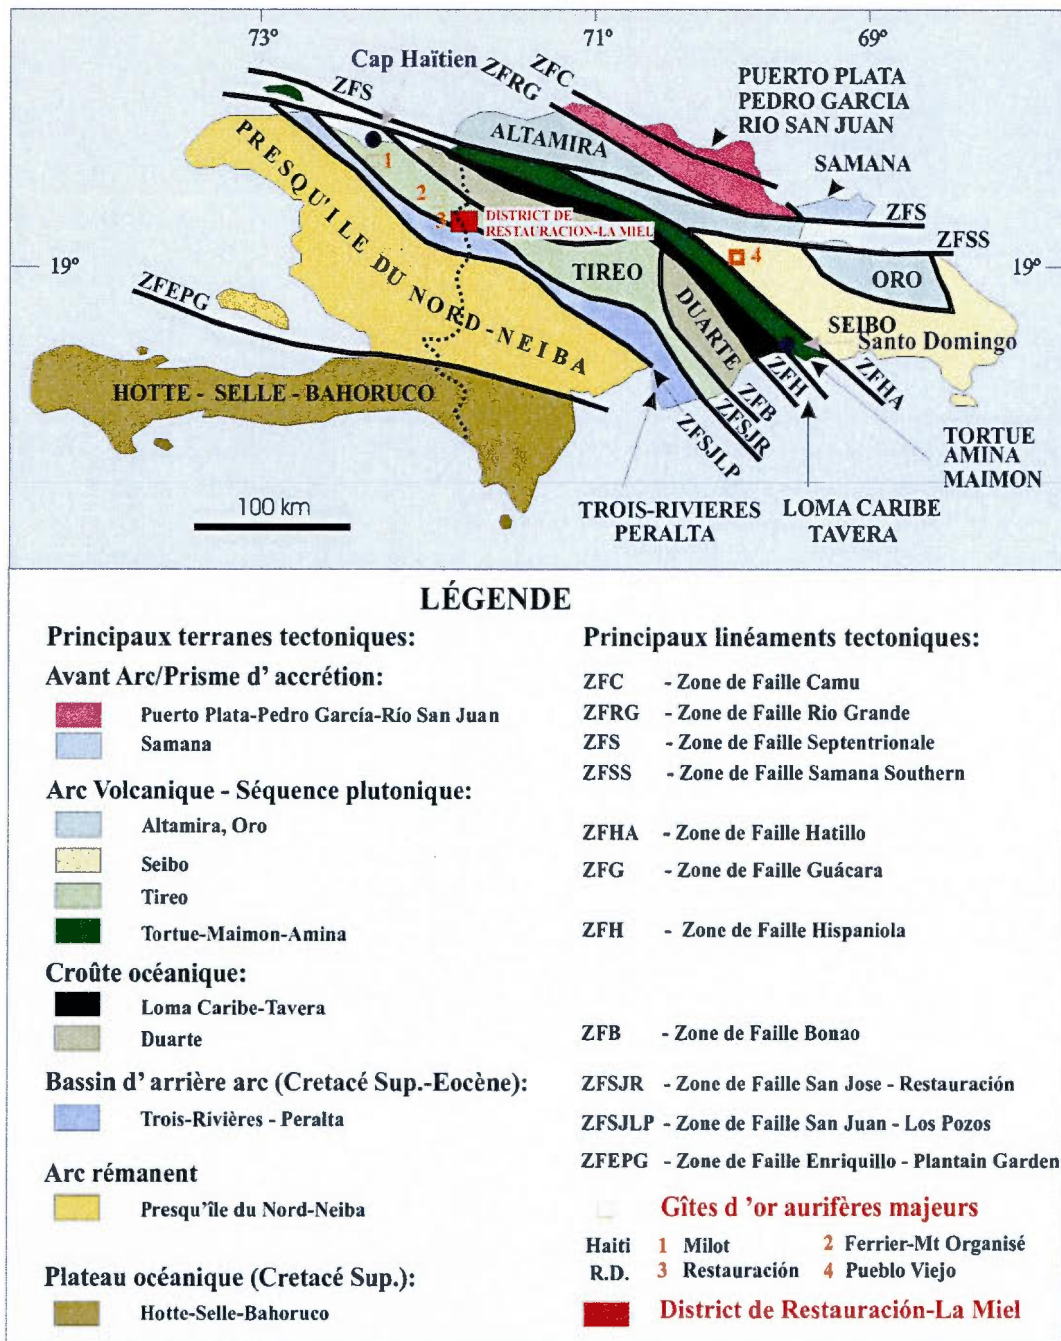 73°
71°
69°
Cap Haïtien
ZFS
ZFRG
ZFC
PUERTO PLATA
PEDRO GARCIA
RIO SAN JUAN
ALTAMIRA
SAMANA
PRESQU'ILE DU NORD-NEIBA
1
2
3
DISTRICT DE
RESTAURACION-LA MIEL
ZFS
ZFSS
4
19°
19°
TIREO
ORO
ZFEPG
DUARTE
SEIBO
Santo Domingo
HOTTE - SELLE - BAHORUCO
ZFH
ZFHA
ZFB
ZFSJR
ZFSJLP
TORTUE
AMINA
MAIMON
100 km
TROIS-RIVIERES
PERALTA
LOMA CARIBE
TAVERA
LÉGENDE
Principaux terranes tectoniques:
Avant Arc/Prisme d' accrétion:
Puerto Plata-Pedro García-Río San Juan
Samana
Arc Volcanique - Séquence plutonique:
Altamira, Oro
Seibo
Tireo
Tortue-Maimon-Amina
Croûte océanique:
Loma Caribe-Tavera
Duarte
Bassin d' arrière arc (Cretacé Sup.-Eocène):
Trois-Rivières - Peralta
Arc rémanent
Presqu'île du Nord-Neiba
Plateau océanique (Cretacé Sup.):
Hotte-Selle-Bahoruco
Principaux linéaments tectoniques:
ZFC - Zone de Faille Camu
ZFRG - Zone de Faille Rio Grande
ZFS - Zone de Faille Septentrionale
ZFSS - Zone de Faille Samana Southern
ZFHA - Zone de Faille Hatillo
ZFG - Zone de Faille Guácara
ZFH - Zone de Faille Hispaniola
ZFB - Zone de Faille Bonao
ZFSJR - Zone de Faille San Jose - Restauración
ZFSJLP - Zone de Faille San Juan - Los Pozos
ZFEPG - Zone de Faille Enriquillo - Plantain Garden
Gîtes d 'or aurifères majeurs
Haiti 1 Milot 2 Ferrier-Mt Organisé
R.D. 3 Restauración 4 Pueblo Viejo
District de Restauración-La Miel